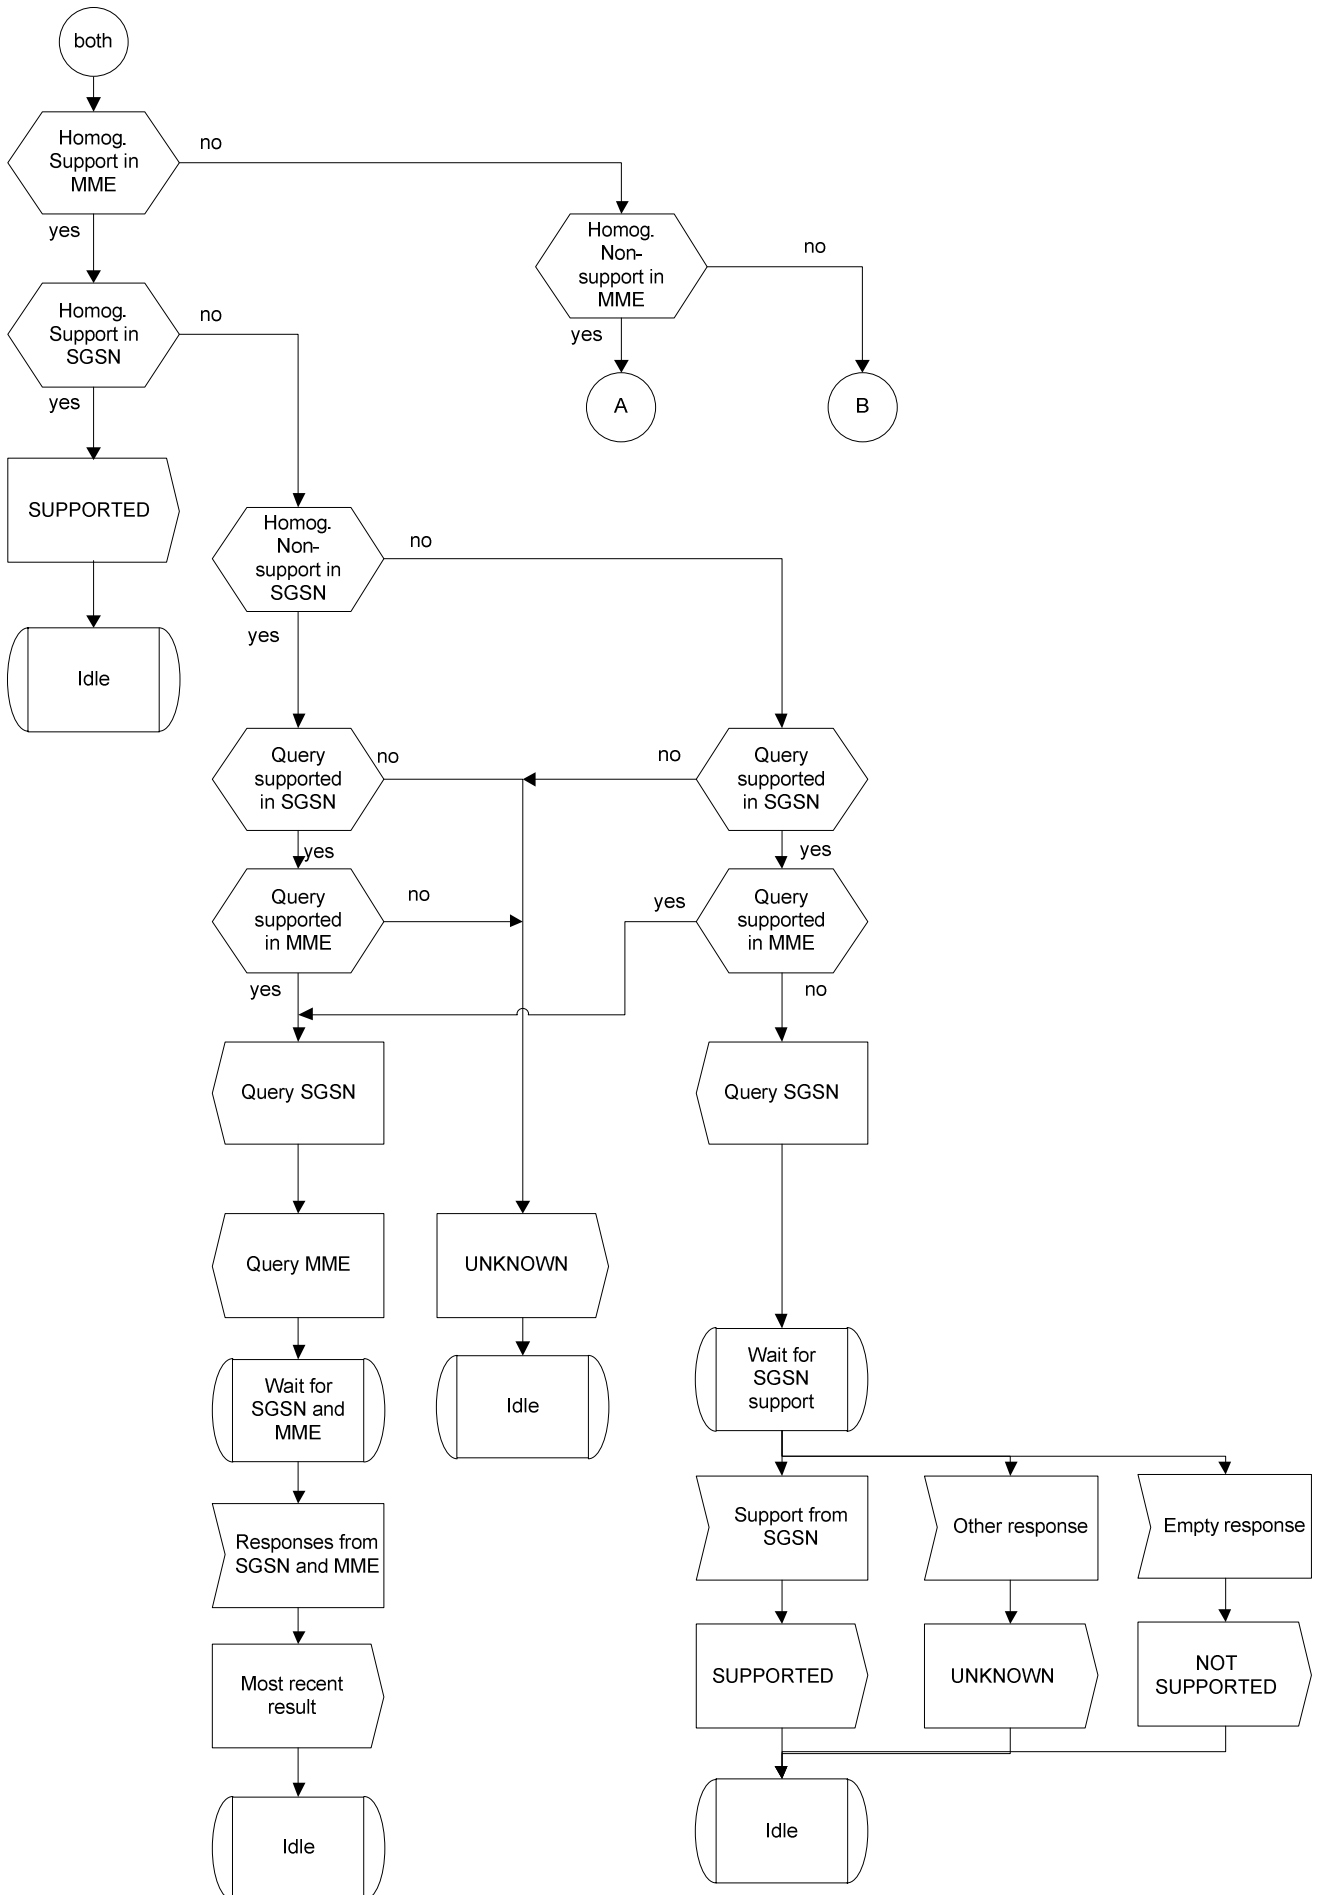 both
Homog.
Support in
MME
no
yes
Homog.
Non-
support in
MME
no
yes
Homog.
Support in
SGSN
no
yes
A
B
SUPPORTED
Homog.
Non-
support in
SGSN
no
yes
Idle
Query
supported
in SGSN
no
no
Query
supported
in SGSN
yes
yes
Query
supported
in MME
no
yes
Query
supported
in MME
yes
no
Query SGSN
Query SGSN
Query MME
UNKNOWN
Wait for
SGSN and
MME
Idle
Wait for
SGSN
support
Responses from
SGSN and MME
Support from
SGSN
Other response
Empty response
Most recent
result
SUPPORTED
UNKNOWN
NOT
SUPPORTED
Idle
Idle